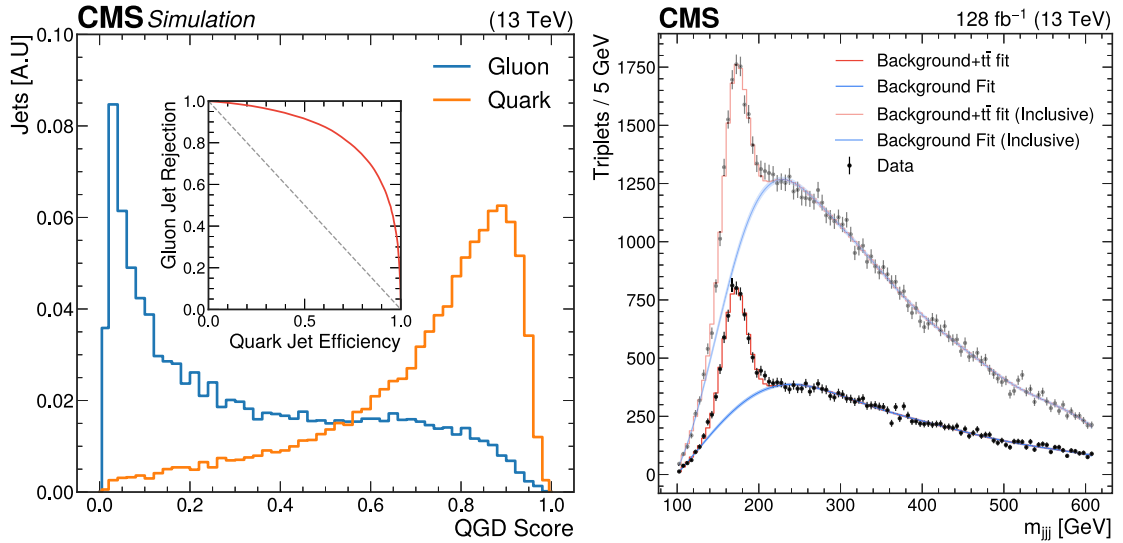 CMS Simulation (13 TeV)
Jets [A.U]
0.10
0.08
0.06
0.04
0.02
0.00
0.0 0.2 0.4 0.6 0.8 1.0
QGD Score
Gluon
Quark
Gluon Jet Rejection
1.0
0.8
0.6
0.4
0.2
0.0
0.0 0.5 1.0
Quark Jet Efficiency
CMS 128 fb⁻¹ (13 TeV)
Triplets / 5 GeV
1750
1500
1250
1000
750
500
250
0
100 200 300 400 500 600
m_jjj [GeV]
Background+tt̄ fit
Background Fit
Background+tt̄ fit (Inclusive)
Background Fit (Inclusive)
Data